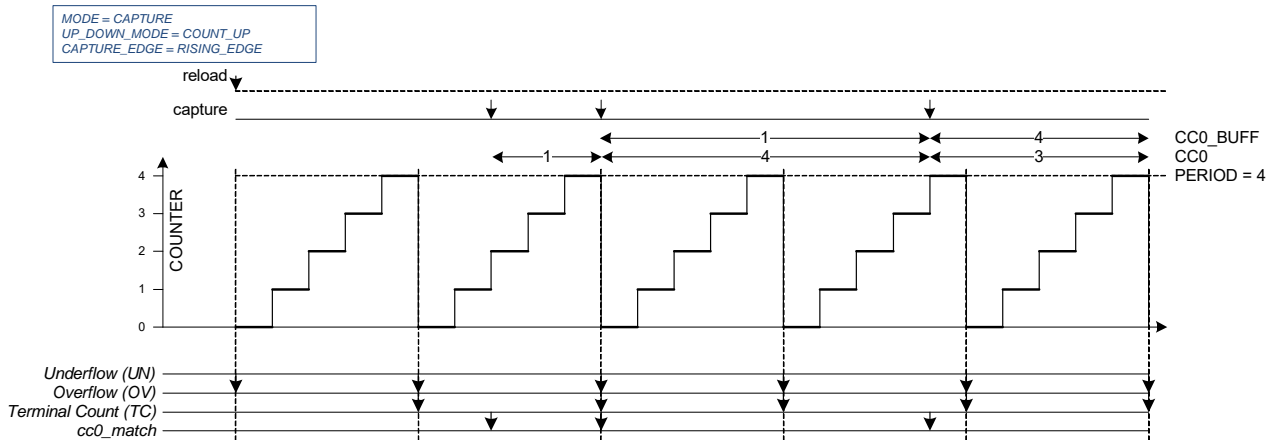 MODE = CAPTURE
UP_DOWN_MODE = COUNT_UP
CAPTURE_EDGE = RISING_EDGE
reload
capture
1 4 CC0_BUFF
1 4 3 CC0
PERIOD = 4
4
3
2
1
0
COUNTER
Underflow (UN)
Overflow (OV)
Terminal Count (TC)
cc0_match